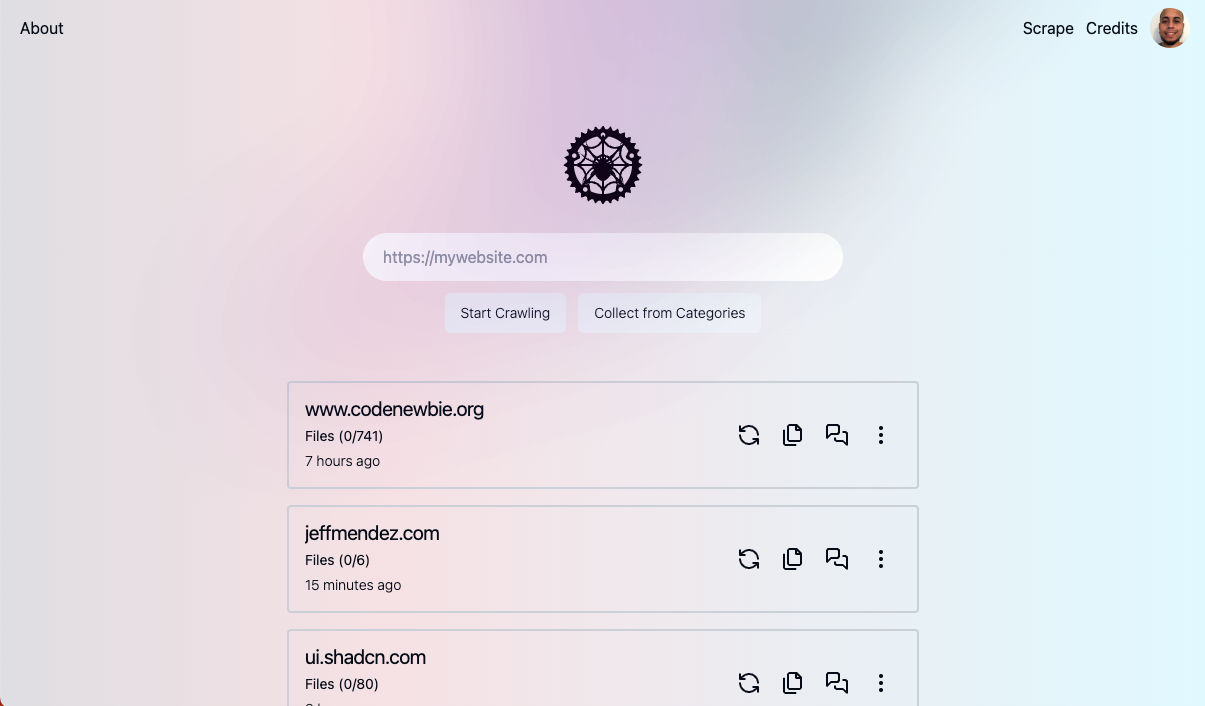 About
Scrape Credits
https://mywebsite.com
Start Crawling
Collect from Categories
www.codenewbie.org
Files (0/741)
7 hours ago
jeffmendez.com
Files (0/6)
15 minutes ago
ui.shadcn.com
Files (0/80)